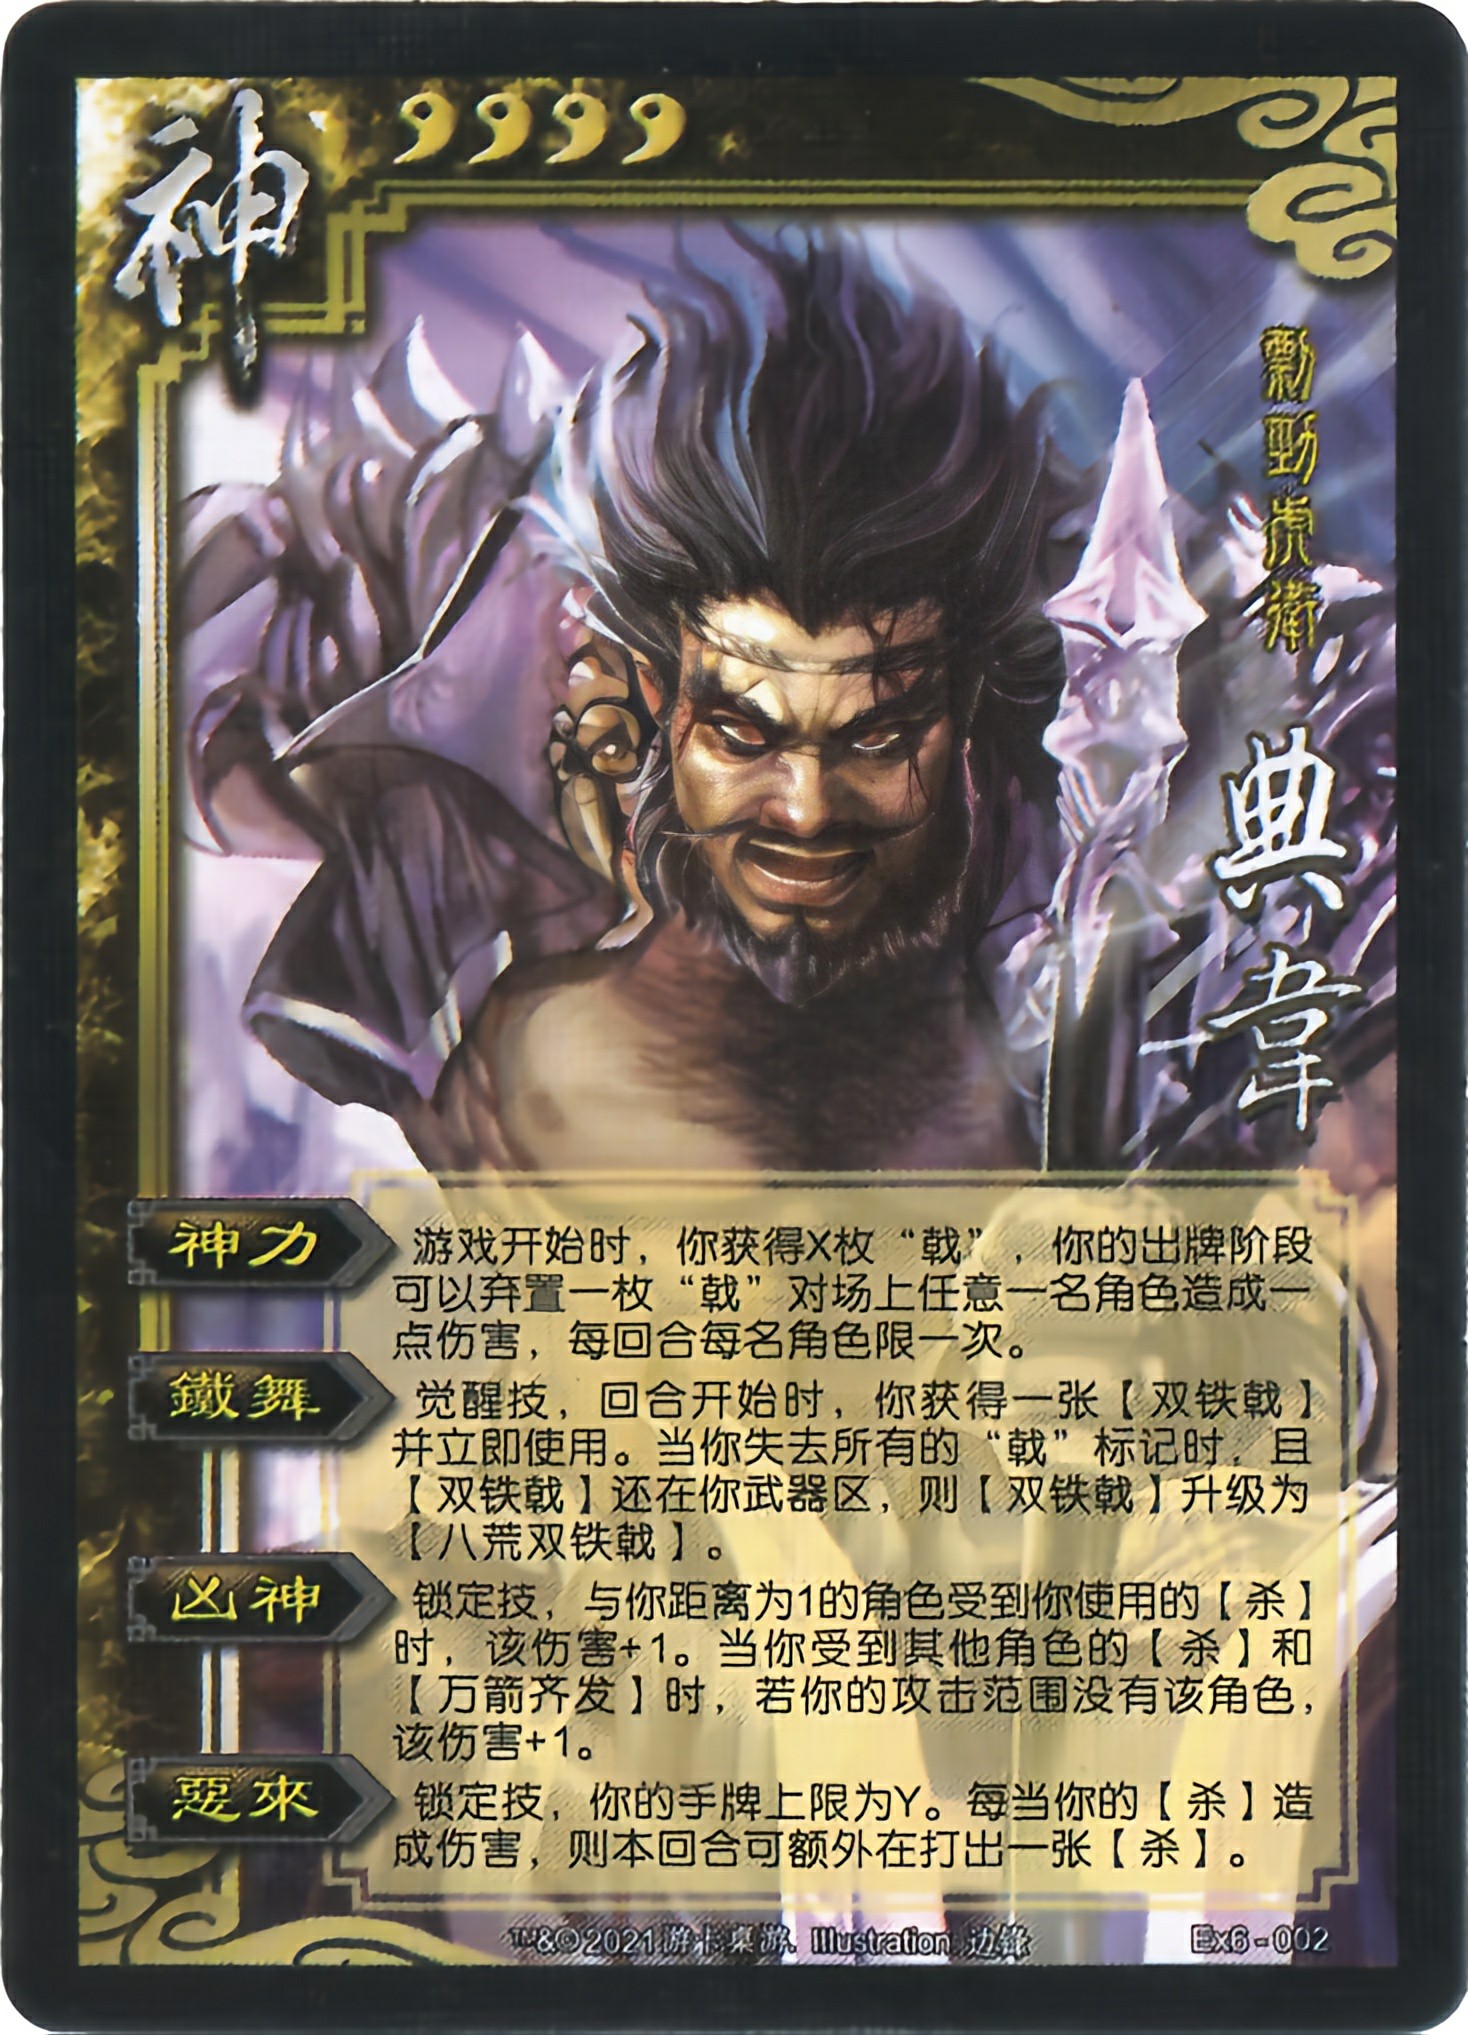 神
勁虎衛
典韋
神力
游戏开始时，你获得X枚“戟”，你的出牌阶段
可以弃置一枚“戟”对场上任意一名角色造成一
点伤害，每回合每名角色限一次。
鐵舞
觉醒技，回合开始时，你获得一张【双铁戟】
并立即使用。当你失去所有的“戟”标记时，且
【双铁戟】还在你武器区，则【双铁戟】升级为
【八荒双铁戟】。
凶神
锁定技，与你距离为1的角色受到你使用的【杀】
时，该伤害+1。当你受到其他角色的【杀】和
【万箭齐发】时，若你的攻击范围没有该角色，
该伤害+1。
惡來
锁定技，你的手牌上限为Y。每当你的【杀】造
成伤害，则本回合可额外在打出一张【杀】。
™&© 2021游卡桌游. Illustration 边锋
Ex6-002